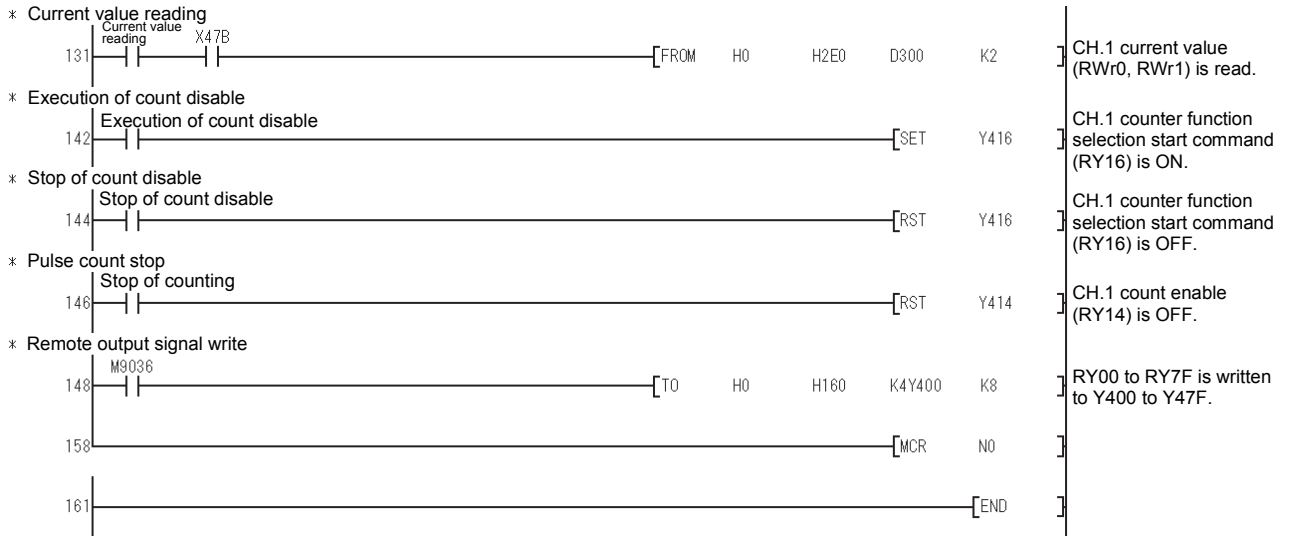 * Current value reading
Current value
reading X47B
131 [FROM H0 H2E0 D300 K2 ] CH.1 current value
(RWr0, RWr1) is read.
* Execution of count disable
Execution of count disable
142 [SET Y416 ] CH.1 counter function
selection start command
(RY16) is ON.
* Stop of count disable
Stop of count disable
144 [RST Y416 ] CH.1 counter function
selection start command
(RY16) is OFF.
* Pulse count stop
Stop of counting
146 [RST Y414 ] CH.1 count enable
(RY14) is OFF.
* Remote output signal write
M9036
148 [TO H0 H160 K4Y400 K8 ] RY00 to RY7F is written
to Y400 to Y47F.
158 [MCR N0 ]
161 [END ]